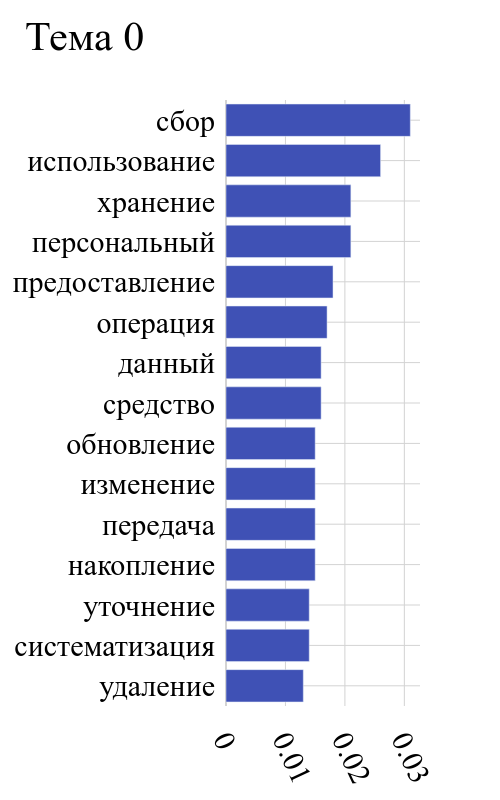 Тема 0
сбор
использование
хранение
персональный
предоставление
операция
данный
средство
обновление
изменение
передача
накопление
уточнение
систематизация
удаление
0 0.01 0.02 0.03